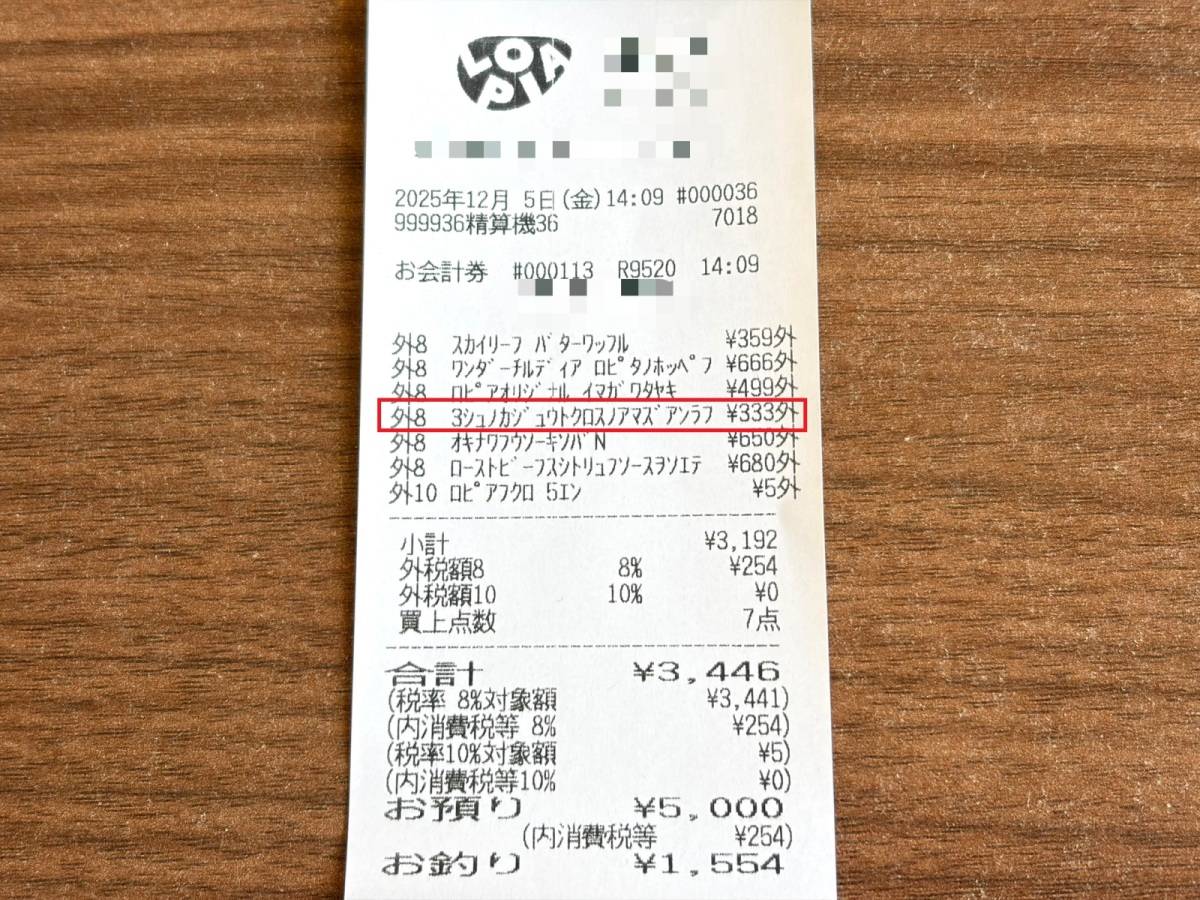 LOPIA
2025年12月 5日(金)14:09 #000036
999936精算機36 7018
お会計券 #000113 R9520 14:09
外8 スカイリーフ バターワッフル ¥359外
外8 ワンダーチルディア ロピタノホッペフ ¥666外
外8 ロピアオリジナル イマガワタヤキ ¥499外
外8 3シュノカジュウトクロスノアマズアンラフ ¥333外
外8 オキナワフウソーキソバN ¥650外
外8 ローストビーフスシトリュフソースヲソエテ ¥680外
外10 ロピアフクロ 5エン ¥5外
小計 ¥3,192
外税額8 8% ¥254
外税額10 10% ¥0
買上点数 7点
合計 ¥3,446
(税率 8%対象額 ¥3,441)
(内消費税等 8% ¥254)
(税率10%対象額 ¥5)
(内消費税等10% ¥0)
お預り ¥5,000
(内消費税等 ¥254)
お釣り ¥1,554